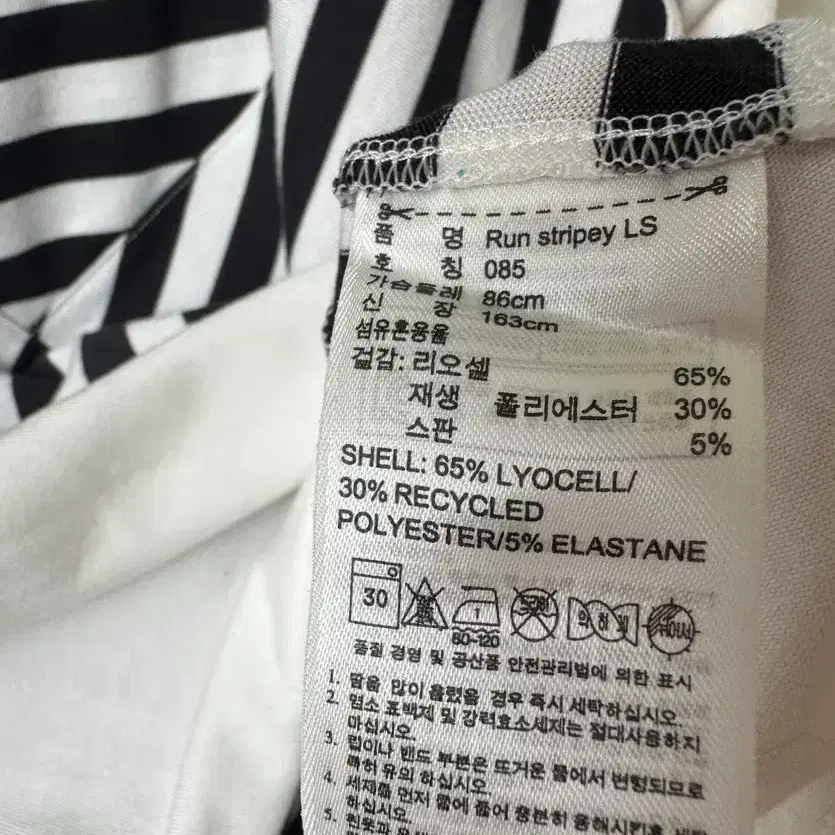 품 명 Run stripey LS
호 칭 085
가슴둘레 86cm
신 장 163cm
섬유혼용율
겉감: 리오셀 65%
재생 폴리에스터 30%
스판 5%
SHELL: 65% LYOCELL/
30% RECYCLED
POLYESTER/5% ELASTANE
30
80-120
품질 경영 및 공산품 안전관리법에 의한 표시
1. 땀을 많이 흘렸을 경우 즉시 세탁하십시오.
2. 염소 표백제 및 강력효소세제는 절대사용하지
마십시오.
3. 랩이나 밴드 부분은 뜨거운 물에서 변형되므로
특히 유의 하십시오.
4. 세제를 먼저 물에 풀어 충분히 용해시킨후
하십시오.
5. 흰옷과